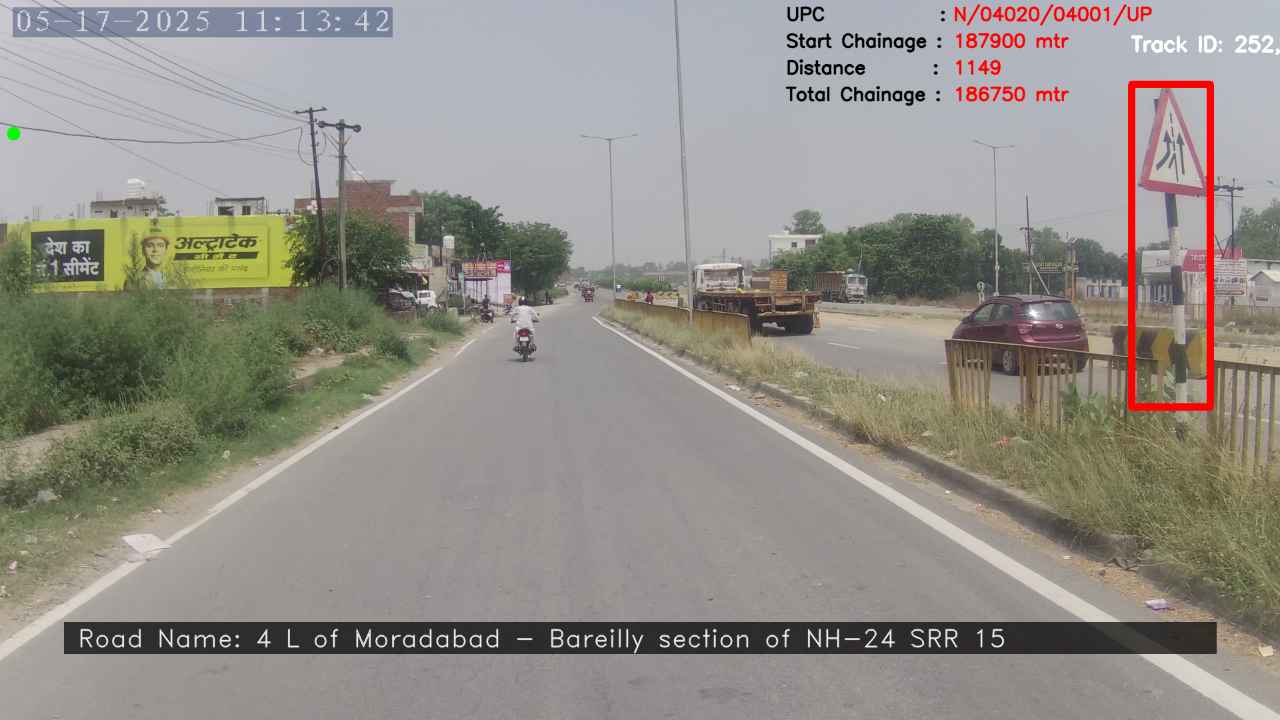 05-17-2025 11:13:42
UPC : N/04020/04001/UP
Start Chainage : 187900 mtr
Distance : 1149
Total Chainage : 186750 mtr
Track ID: 252,
देश का
नं.1 सीमेंट
अल्ट्राटेक
सीमेंट
Road Name: 4 L of Moradabad - Bareilly section of NH-24 SRR 15